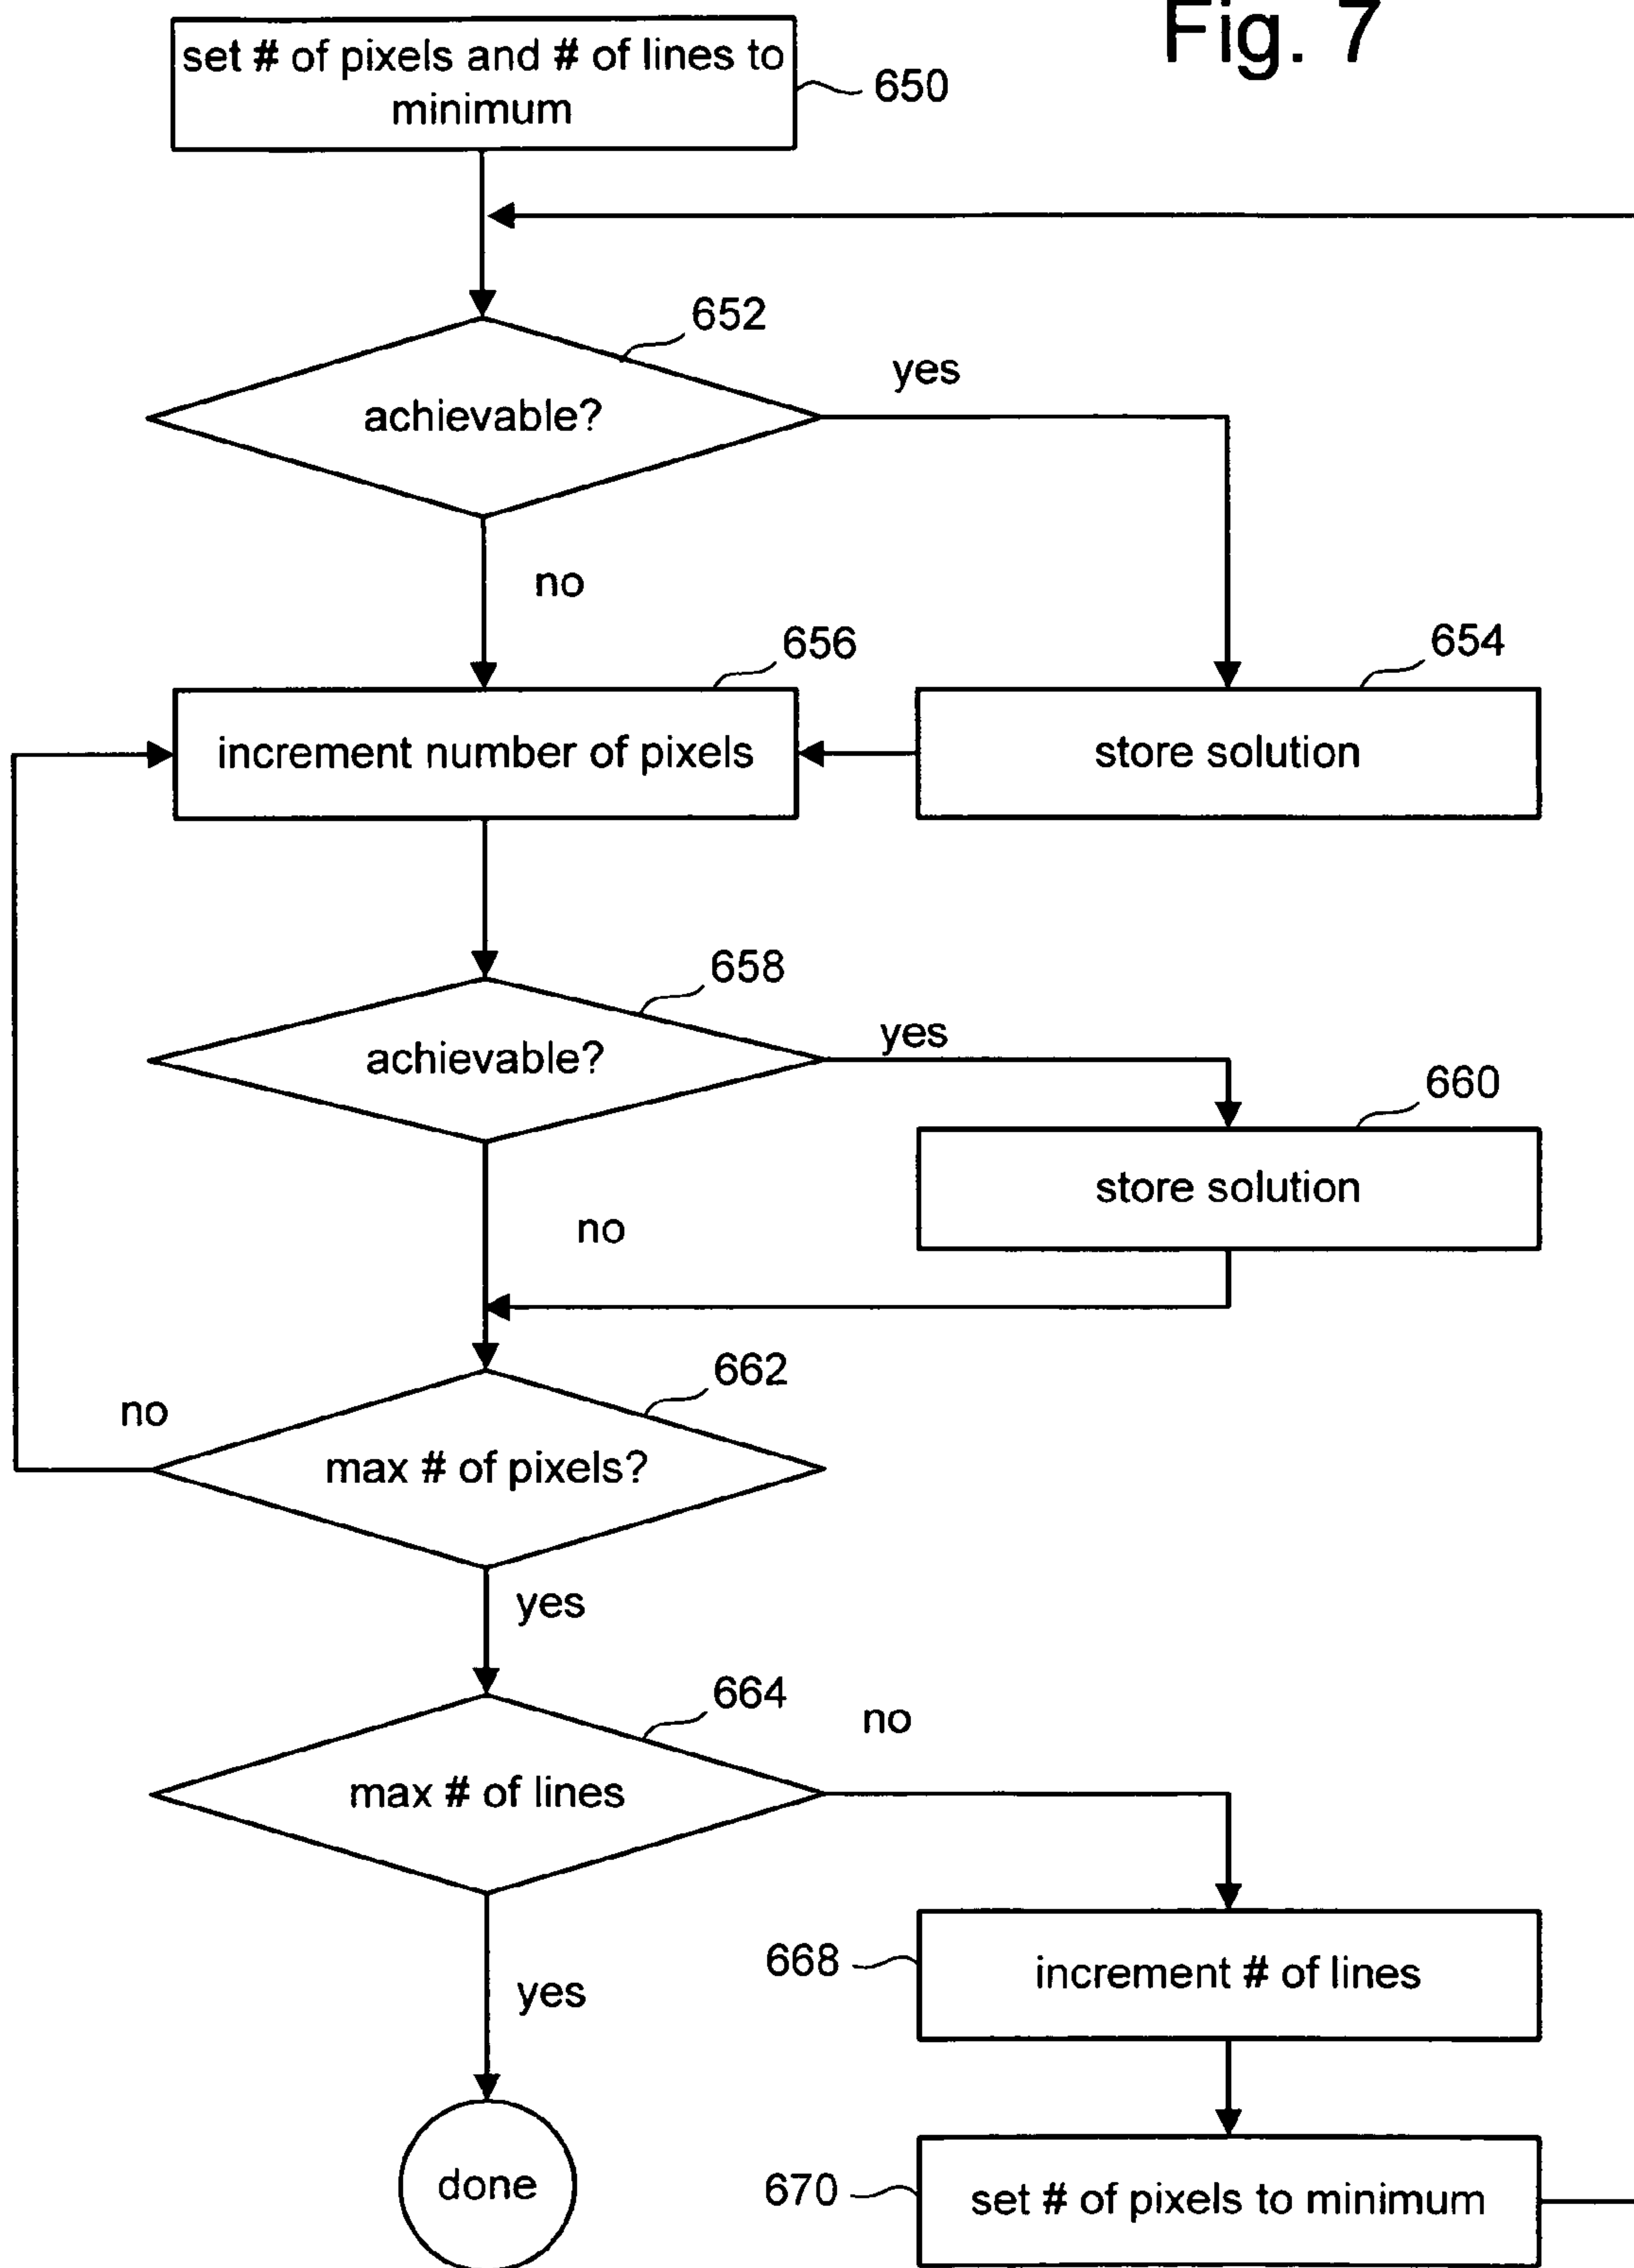 Fig. 7
set # of pixels and # of lines to
minimum
650
652
achievable?
yes
no
656
654
increment number of pixels
store solution
658
achievable?
yes
660
store solution
no
662
no
max # of pixels?
yes
664
no
max # of lines
668
increment # of lines
yes
done
670
set # of pixels to minimum